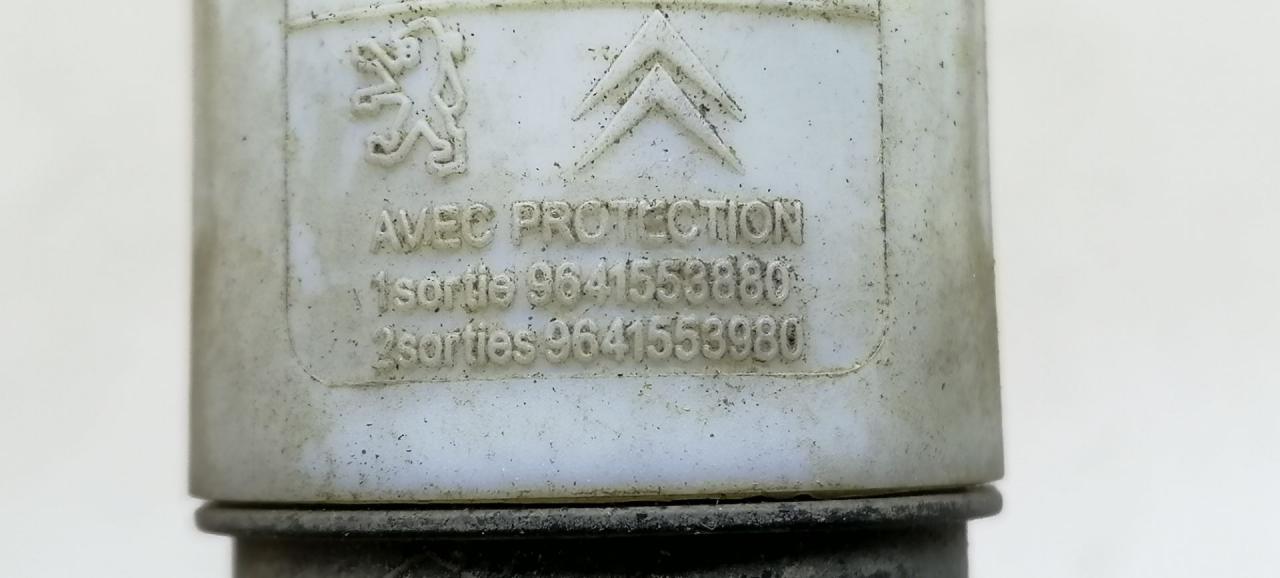 AVEC PROTECTION
1sortie 9641553880
2sorties 9641553980